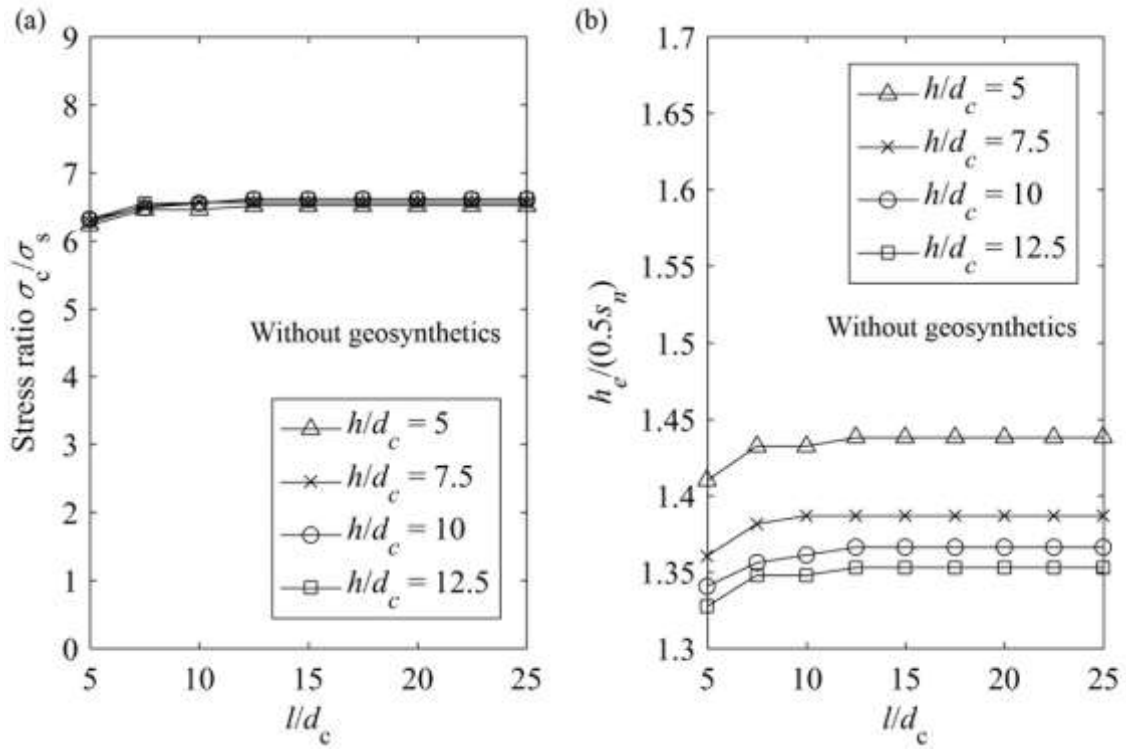 (a)
9
8
7
6
5
4
3
2
1
0
Stress ratio σc/σs
Without geosynthetics
h/dc = 5
h/dc = 7.5
h/dc = 10
h/dc = 12.5
5 10 15 20 25
l/dc
(b)
1.7
1.65
1.6
1.55
1.5
1.45
1.4
1.35
1.3
he/(0.5sn)
h/dc = 5
h/dc = 7.5
h/dc = 10
h/dc = 12.5
Without geosynthetics
5 10 15 20 25
l/dc